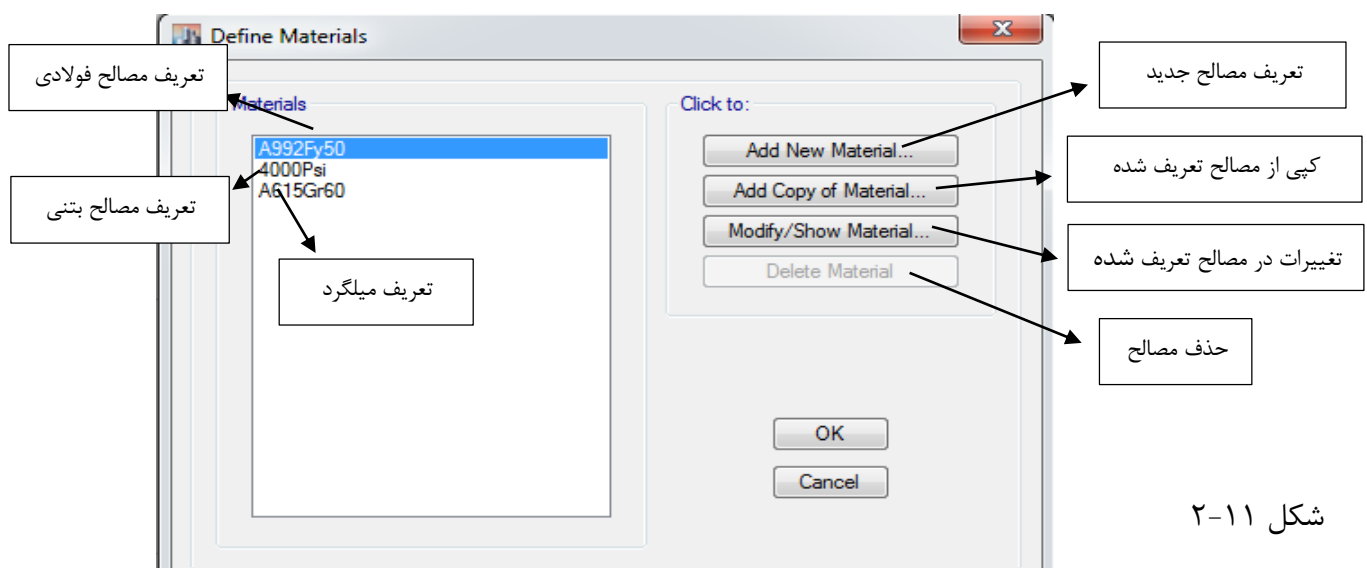 Define Materials
تعریف مصالح فولادی
Materials
A992Fy50
4000Psi
A615Gr60
تعریف مصالح بتنی
تعریف میلگرد
Click to:
Add New Material...
Add Copy of Material...
Modify/Show Material...
Delete Material
تعریف مصالح جدید
کپی از مصالح تعریف شده
تغییرات در مصالح تعریف شده
حذف مصالح
OK
Cancel
شکل ۱۱-۲